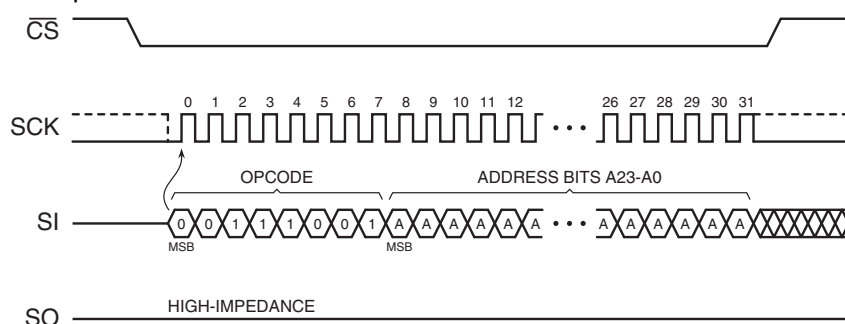 CS
0 1 2 3 4 5 6 7 8 9 10 11 12 26 27 28 29 30 31
SCK
OPCODE ADDRESS BITS A23-A0
SI 0 0 1 1 1 0 0 1 A A A A A A • • • A A A A A A
MSB MSB
HIGH-IMPEDANCE
SO